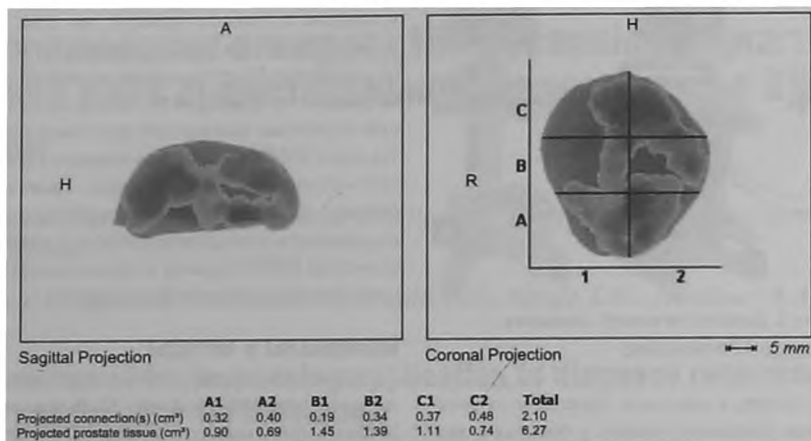 A
H
Sagittal Projection
H
R
C
B
A
1
2
Coronal Projection
5 mm
A1 A2 B1 B2 C1 C2 Total
Projected connection(s) (cm³) 0.32 0.40 0.19 0.34 0.37 0.48 2.10
Projected prostate tissue (cm³) 0.90 0.69 1.45 1.39 1.11 0.74 6.27